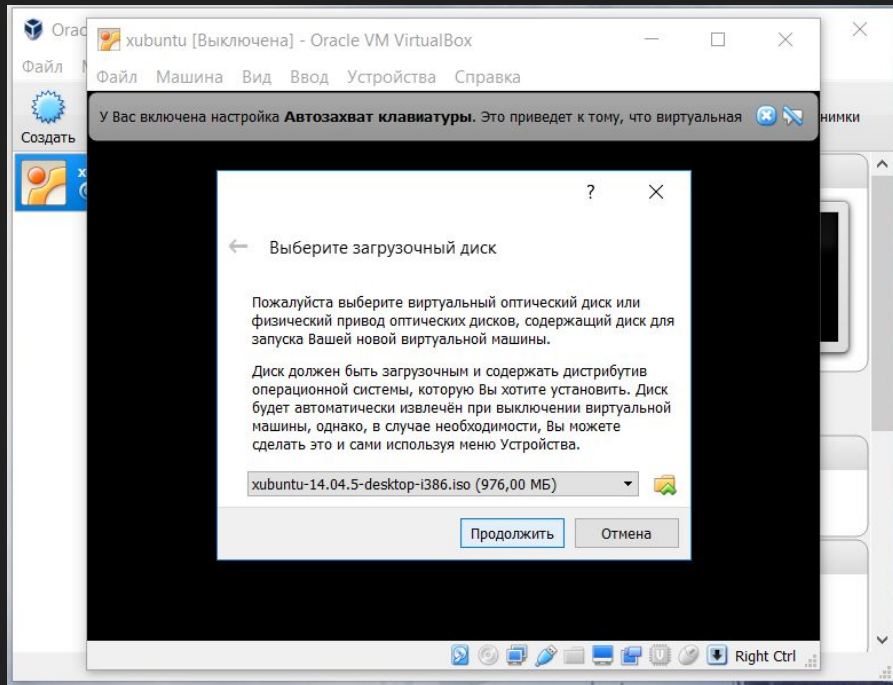 Orac
Файл
Создать
нимки
xubuntu [Выключена] - Oracle VM VirtualBox
Файл Машина Вид Ввод Устройства Справка
У Вас включена настройка Автозахват клавиатуры. Это приведет к тому, что виртуальная
?
Выберите загрузочный диск
Пожалуйста выберите виртуальный оптический диск или
физический привод оптических дисков, содержащий диск для
запуска Вашей новой виртуальной машины.
Диск должен быть загрузочным и содержать дистрибутив
операционной системы, которую Вы хотите установить. Диск
будет автоматически извлечён при выключении виртуальной
машины, однако, в случае необходимости, Вы можете
сделать это и сами используя меню Устройства.
xubuntu-14.04.5-desktop-i386.iso (976,00 МБ)
Продолжить Отмена
Right Ctrl